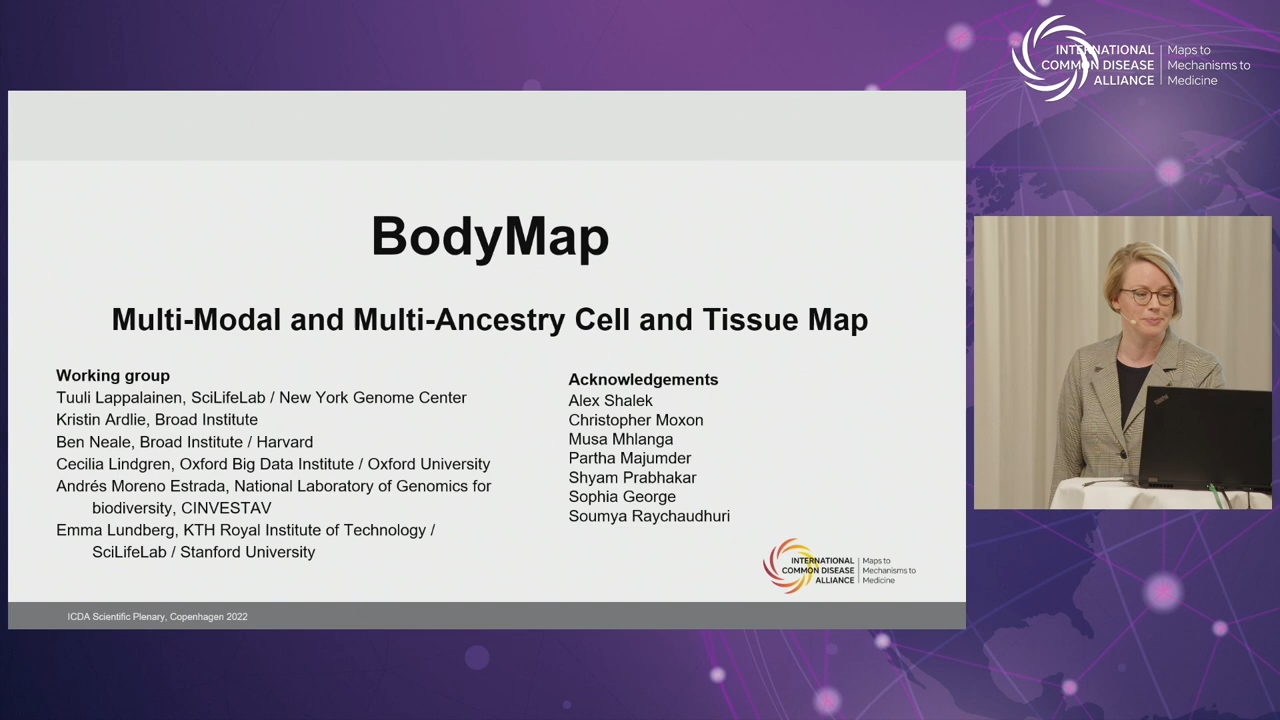 INTERNATIONAL
COMMON DISEASE
ALLIANCE
Maps to
Mechanisms to
Medicine
BodyMap
Multi-Modal and Multi-Ancestry Cell and Tissue Map
Working group
Tuuli Lappalainen, SciLifeLab / New York Genome Center
Kristin Ardlie, Broad Institute
Ben Neale, Broad Institute / Harvard
Cecilia Lindgren, Oxford Big Data Institute / Oxford University
Andrés Moreno Estrada, National Laboratory of Genomics for
biodiversity, CINVESTAV
Emma Lundberg, KTH Royal Institute of Technology /
SciLifeLab / Stanford University
Acknowledgements
Alex Shalek
Christopher Moxon
Musa Mhlanga
Partha Majumder
Shyam Prabhakar
Sophia George
Soumya Raychaudhuri
INTERNATIONAL
COMMON DISEASE
ALLIANCE
Maps to
Mechanisms to
Medicine
ICDA Scientific Plenary, Copenhagen 2022
ThinkPad